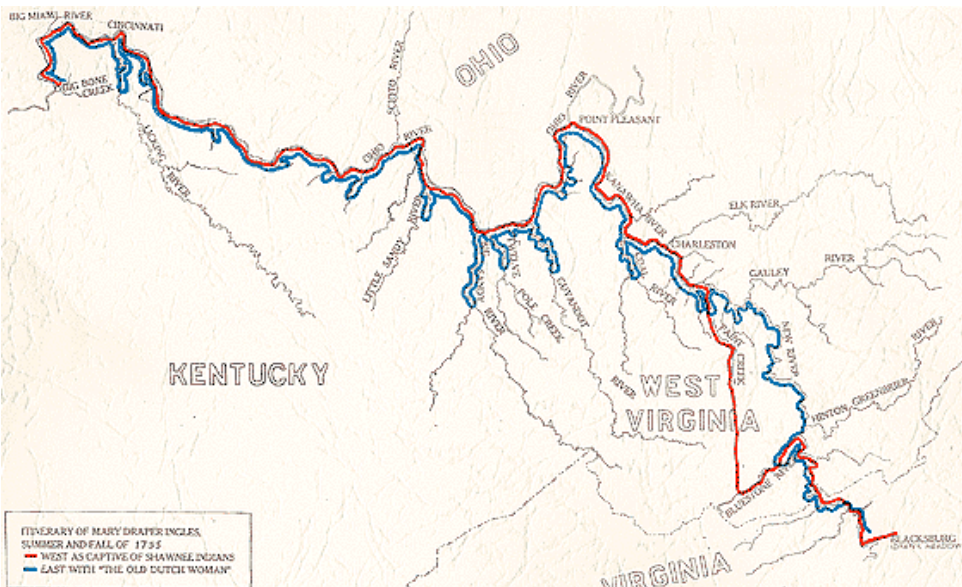 BIG MIAMI RIVER
CINCINNATI
BIG BONE
CREEK
LICKING RIVER
SCIOTO RIVER
OHIO
OHIO RIVER
LITTLE SANDY RIVER
SANDY RIVER
TWELVE POLE CREEK
GUYANDOT RIVER
OHIO RIVER
POINT PLEASANT
KANAWHA RIVER
ELK RIVER
CHARLESTON
COAL RIVER
GAULEY RIVER
PAINT CREEK
NEW RIVER
HINTON
GREENBRIER RIVER
KENTUCKY
WEST
VIRGINIA
BLUESTONE RIV
BLACKSBURG
VIRGINIA
ITINERARY OF MARY DRAPER INGLES,
SUMMER AND FALL OF 1755
WEST AS CAPTIVE OF SHAWNEE INDIANS
EAST WITH "THE OLD DUTCH WOMAN"